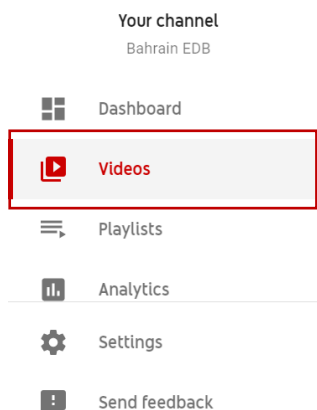 Your channel
Bahrain EDB
Dashboard
Videos
Playlists
Analytics
Settings
Send feedback